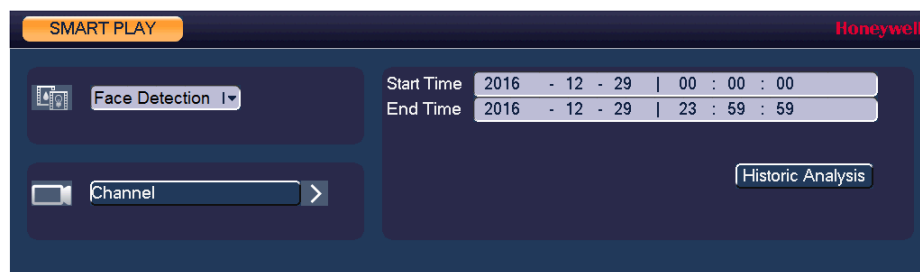 SMART PLAY
Honeywell
Face Detection
Start Time 2016 - 12 - 29 | 00 : 00 : 00
End Time 2016 - 12 - 29 | 23 : 59 : 59
Channel
Historic Analysis